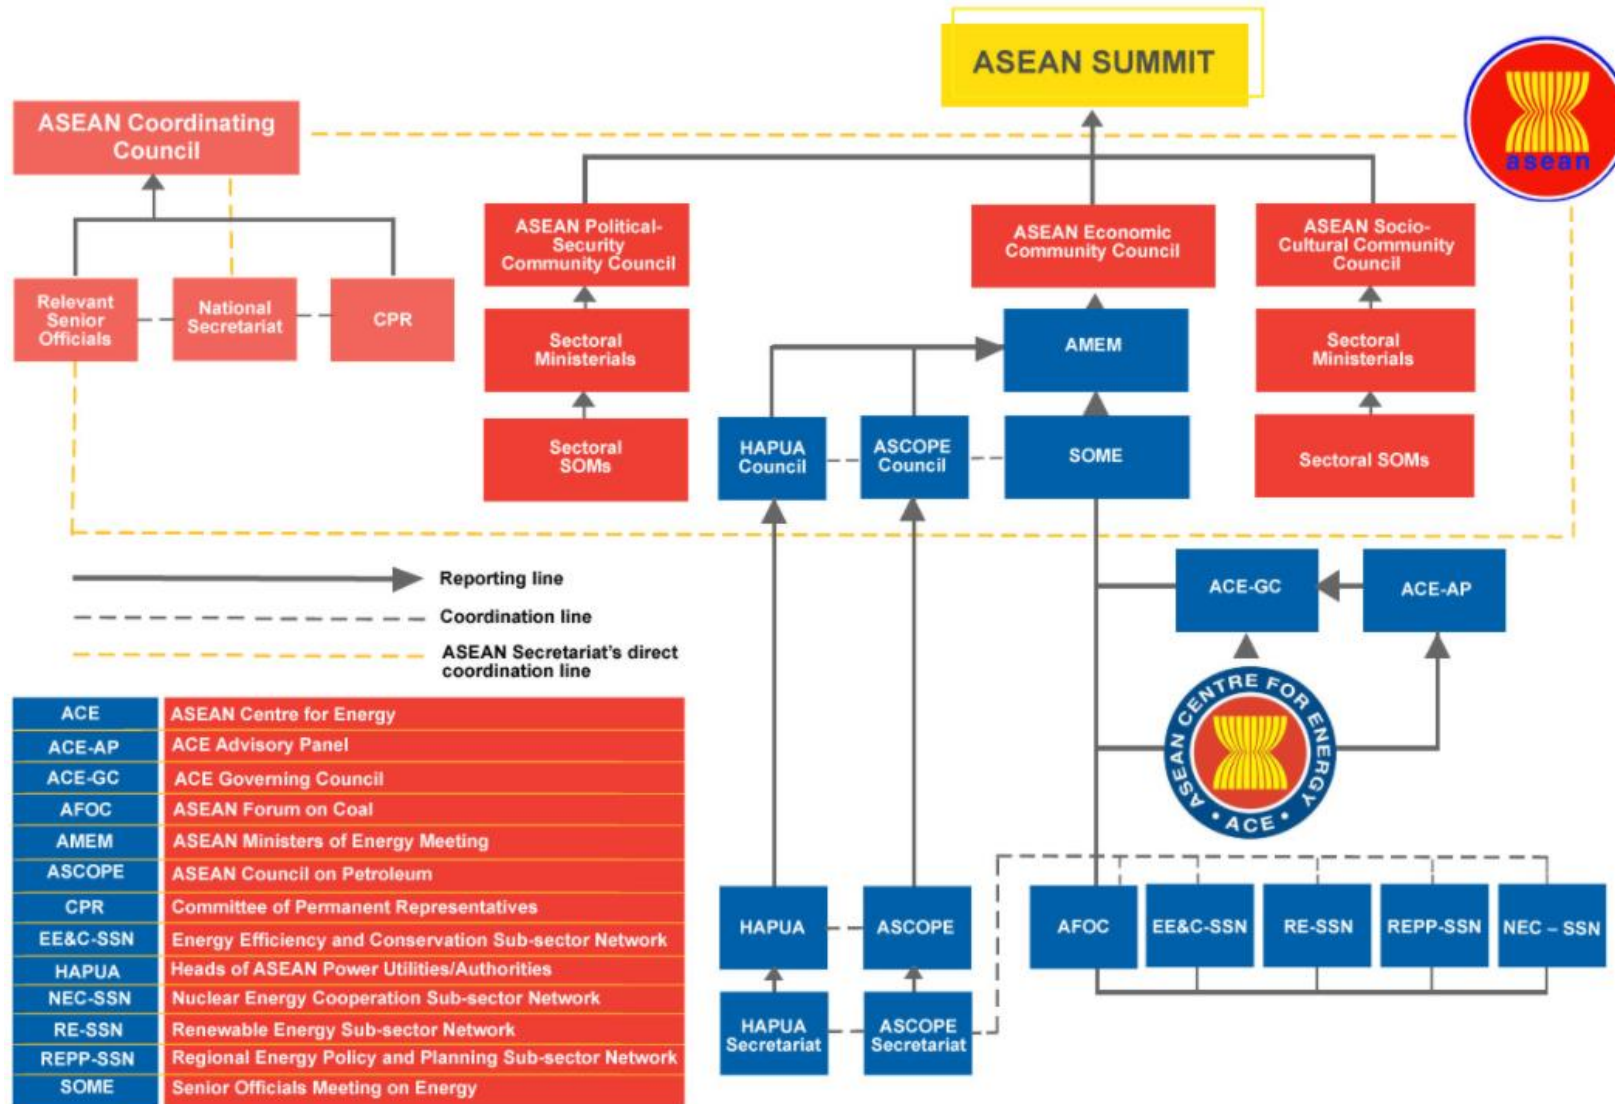 ASEAN SUMMIT
asean
ASEAN Coordinating
Council
Relevant
Senior
Officials
National
Secretariat
CPR
ASEAN Political-
Security
Community Council
Sectoral
Ministerials
Sectoral
SOMs
ASEAN Economic
Community Council
AMEM
SOME
HAPUA
Council
ASCOPE
Council
ASEAN Socio-
Cultural Community
Council
Sectoral
Ministerials
Sectoral SOMs
Reporting line
Coordination line
ASEAN Secretariat's direct
coordination line
ACE-GC
ACE-AP
ASEAN CENTRE FOR ENERGY
• ACE •
HAPUA
ASCOPE
HAPUA
Secretariat
ASCOPE
Secretariat
AFOC
EE&C-SSN
RE-SSN
REPP-SSN
NEC – SSN
ACE ASEAN Centre for Energy
ACE-AP ACE Advisory Panel
ACE-GC ACE Governing Council
AFOC ASEAN Forum on Coal
AMEM ASEAN Ministers of Energy Meeting
ASCOPE ASEAN Council on Petroleum
CPR Committee of Permanent Representatives
EE&C-SSN Energy Efficiency and Conservation Sub-sector Network
HAPUA Heads of ASEAN Power Utilities/Authorities
NEC-SSN Nuclear Energy Cooperation Sub-sector Network
RE-SSN Renewable Energy Sub-sector Network
REPP-SSN Regional Energy Policy and Planning Sub-sector Network
SOME Senior Officials Meeting on Energy